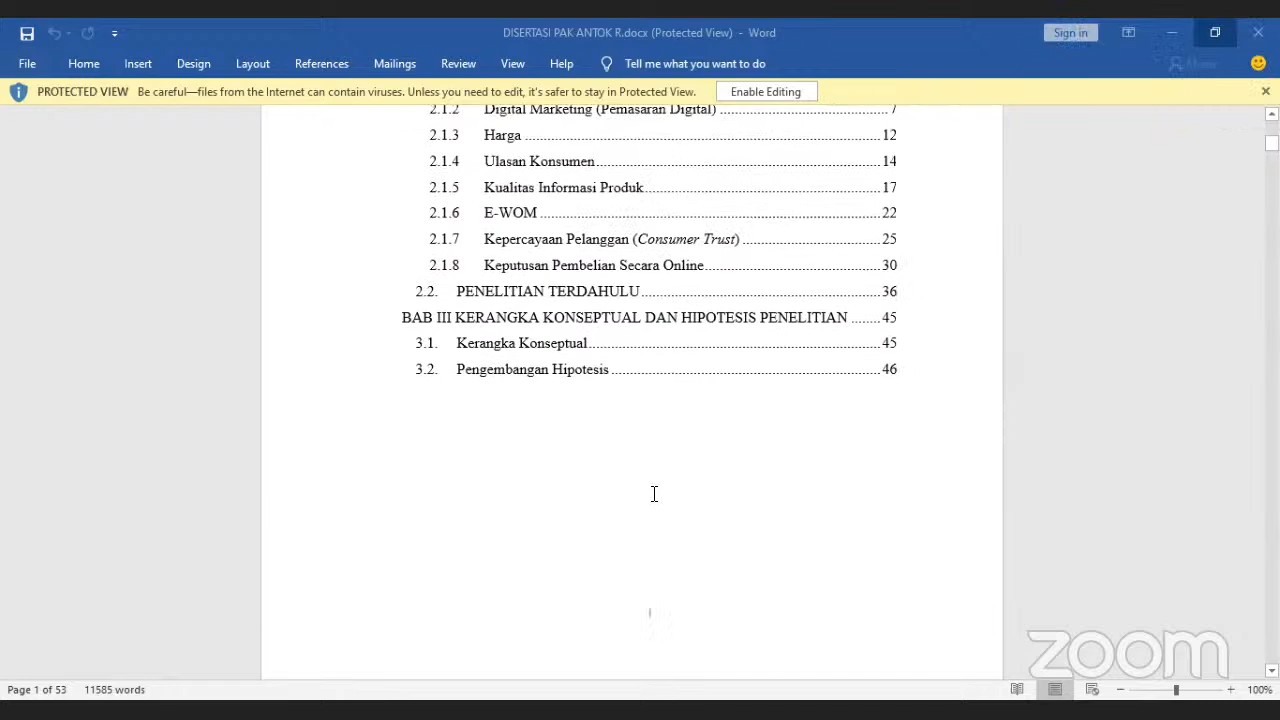 DISERTASI PAK ANTOK R.docx (Protected View) - Word
Sign in
File Home Insert Design Layout References Mailings Review View Help Tell me what you want to do Share
PROTECTED VIEW Be careful—files from the Internet can contain viruses. Unless you need to edit, it's safer to stay in Protected View. Enable Editing
2.1.2 Digital Marketing (Pemasaran Digital) ........ 7
2.1.3 Harga ........ 12
2.1.4 Ulasan Konsumen ........ 14
2.1.5 Kualitas Informasi Produk ........ 17
2.1.6 E-WOM ........ 22
2.1.7 Kepercayaan Pelanggan (Consumer Trust) ........ 25
2.1.8 Keputusan Pembelian Secara Online ........ 30
2.2. PENELITIAN TERDAHULU ........ 36
BAB III KERANGKA KONSEPTUAL DAN HIPOTESIS PENELITIAN ........ 45
3.1. Kerangka Konseptual ........ 45
3.2. Pengembangan Hipotesis ........ 46
zoom
Page 1 of 53 11585 words 100%